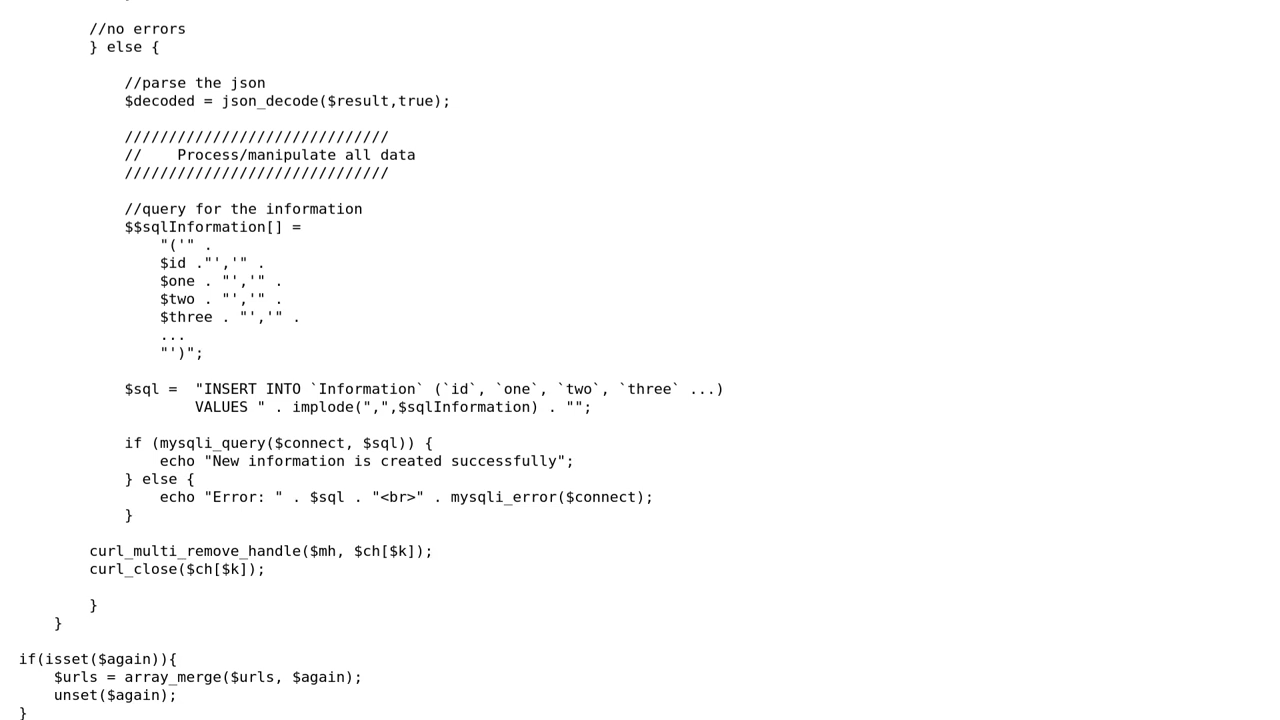 //no errors
} else {
//parse the json
$decoded = json_decode($result,true);
//////////////////////////////
//    Process/manipulate all data
//////////////////////////////
//query for the information
$$sqlInformation[] =
"('" .
$id ."','" .
$one . "','" .
$two . "','" .
$three . "','" .
...
"')";
$sql =  "INSERT INTO `Information` (`id`, `one`, `two`, `three` ...)
VALUES " . implode(",",$sqlInformation) . "";
if (mysqli_query($connect, $sql)) {
echo "New information is created successfully";
} else {
echo "Error: " . $sql . "<br>" . mysqli_error($connect);
}
curl_multi_remove_handle($mh, $ch[$k]);
curl_close($ch[$k]);
}
}
if(isset($again)){
$urls = array_merge($urls, $again);
unset($again);
}